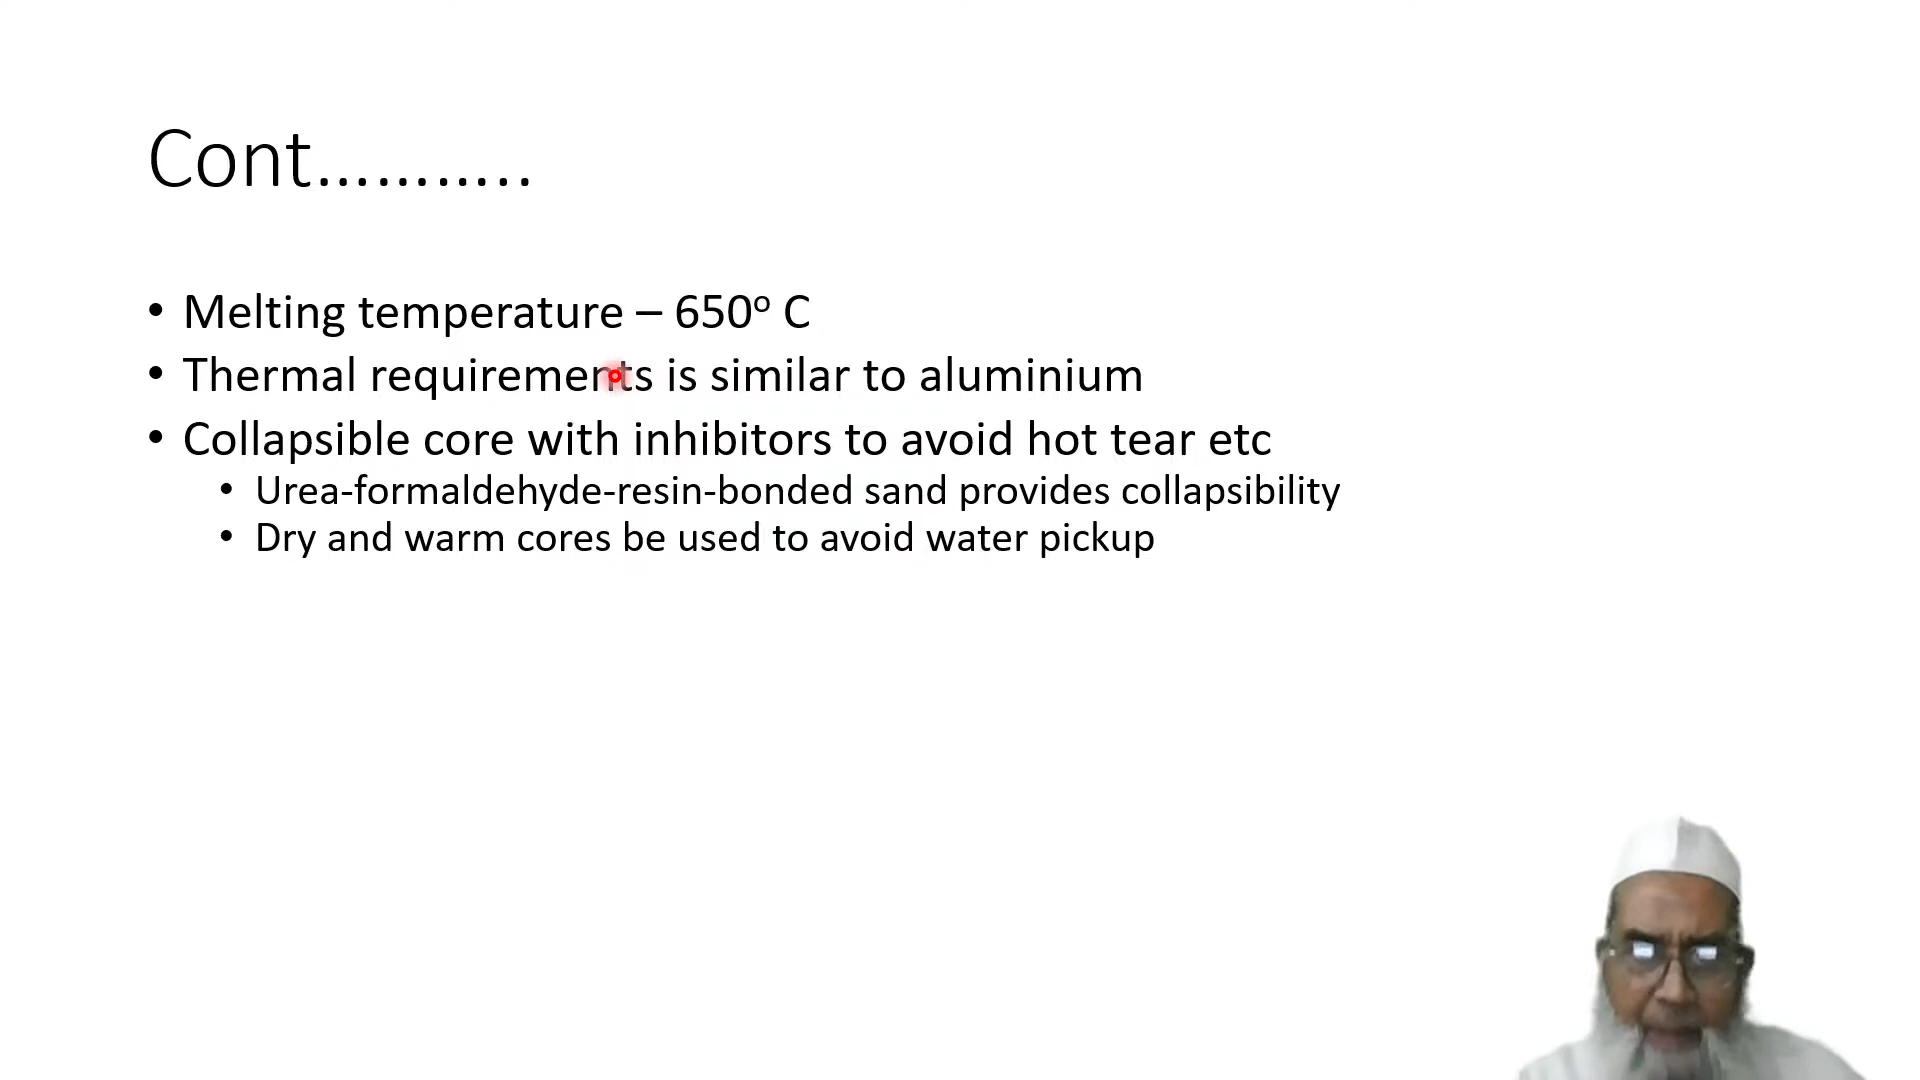 Cont………..
• Melting temperature – 650º C
• Thermal requirements is similar to aluminium
• Collapsible core with inhibitors to avoid hot tear etc
• Urea-formaldehyde-resin-bonded sand provides collapsibility
• Dry and warm cores be used to avoid water pickup